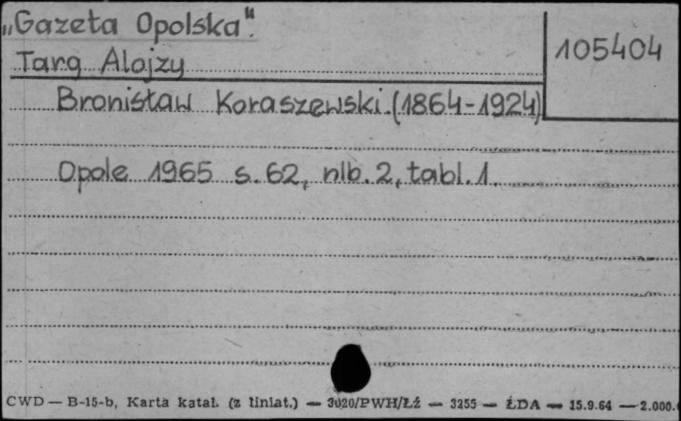 „Gazeta Opolska".
105404
Targ Alojzy
Bronisław Koraszewski (1864-1924)
Opole 1965 s. 62, nlb. 2, tabl. 1.
CWD — B-15-b, Karta katal. (z liniat.) — 3020/PWH/Łź — 3255 — ŁDA — 15.9.64 — 2.000.